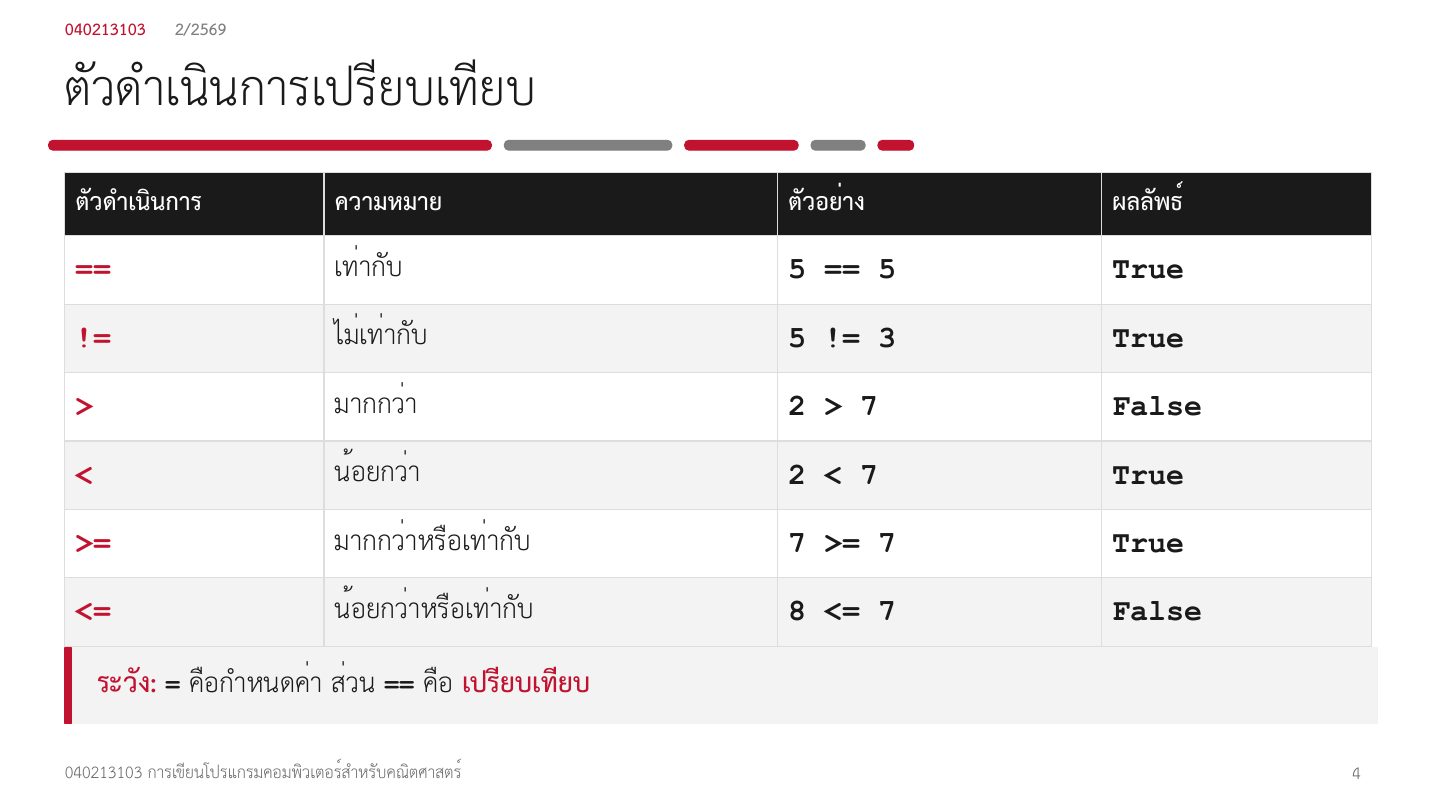 040213103 2/2569
ตัวดำเนินการเปรียบเทียบ
ตัวดำเนินการ ความหมาย ตัวอย่าง ผลลัพธ์
== เท่ากับ 5 == 5 True
!= ไม่เท่ากับ 5 != 3 True
> มากกว่า 2 > 7 False
< น้อยกว่า 2 < 7 True
>= มากกว่าหรือเท่ากับ 7 >= 7 True
<= น้อยกว่าหรือเท่ากับ 8 <= 7 False
ระวัง: = คือกำหนดค่า ส่วน == คือ เปรียบเทียบ
040213103 การเขียนโปรแกรมคอมพิวเตอร์สำหรับคณิตศาสตร์ 4